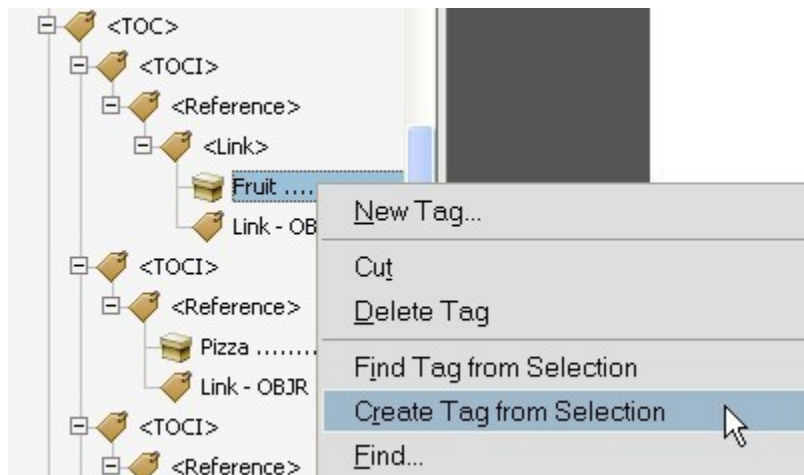 <TOC>
<TOCI>
<Reference>
<Link>
Fruit ....
Link - OB
<TOCI>
<Reference>
Pizza ........
Link - OBJR
<TOCI>
<Reference>
New Tag...
Cut
Delete Tag
Find Tag from Selection
Create Tag from Selection
Find...